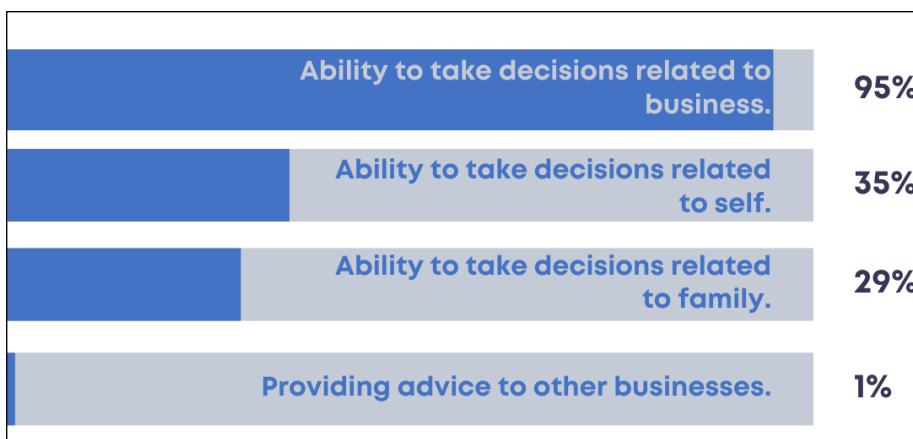 Ability to take decisions related to
business.
95%
Ability to take decisions related
to self.
35%
Ability to take decisions related
to family.
29%
Providing advice to other businesses.
1%